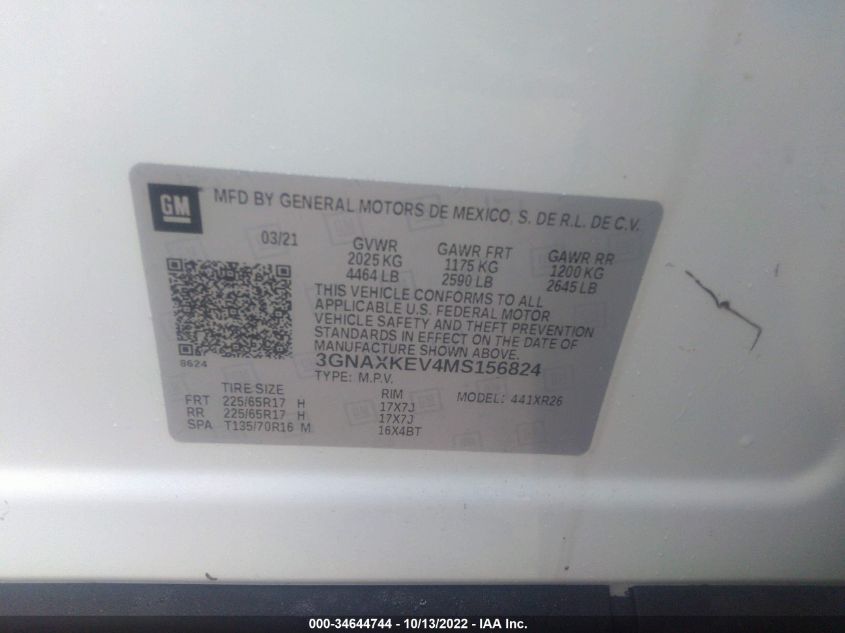 GM
MFD BY GENERAL MOTORS DE MEXICO, S. DE R.L. DE C.V.
03/21 GVWR GAWR FRT GAWR RR
2025 KG 1175 KG 1200 KG
4464 LB 2590 LB 2645 LB
THIS VEHICLE CONFORMS TO ALL
APPLICABLE U.S. FEDERAL MOTOR
VEHICLE SAFETY AND THEFT PREVENTION
STANDARDS IN EFFECT ON THE DATE OF
MANUFACTURE SHOWN ABOVE.
8624
3GNAXKEV4MS156824
TYPE: M.P.V.
TIRE SIZE RIM MODEL: 441XR26
FRT 225/65R17 H 17X7J
RR 225/65R17 H 17X7J
SPA T135/70R16 M 16X4BT
000-34644744 - 10/13/2022 - IAA Inc.